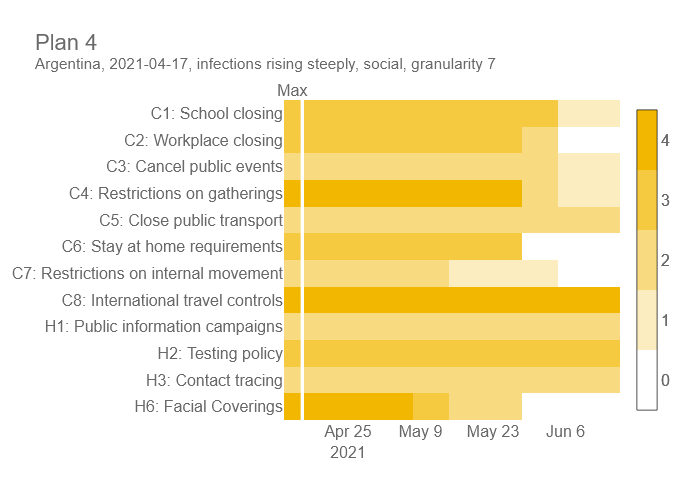 Plan 4
Argentina, 2021-04-17, infections rising steeply, social, granularity 7
Max
C1: School closing
C2: Workplace closing
C3: Cancel public events
C4: Restrictions on gatherings
C5: Close public transport
C6: Stay at home requirements
C7: Restrictions on internal movement
C8: International travel controls
H1: Public information campaigns
H2: Testing policy
H3: Contact tracing
H6: Facial Coverings
Apr 25 May 9 May 23 Jun 6
2021
4
3
2
1
0